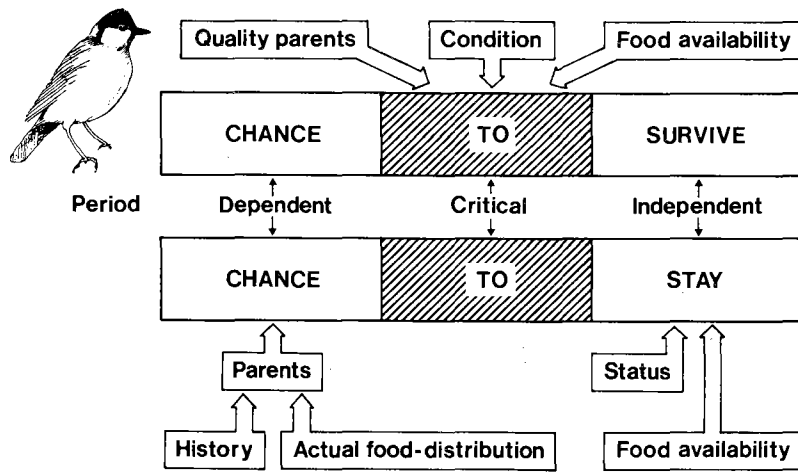 Quality parents Condition Food availability
CHANCE TO SURVIVE
Period Dependent Critical Independent
CHANCE TO STAY
Parents Status
History Actual food-distribution Food availability